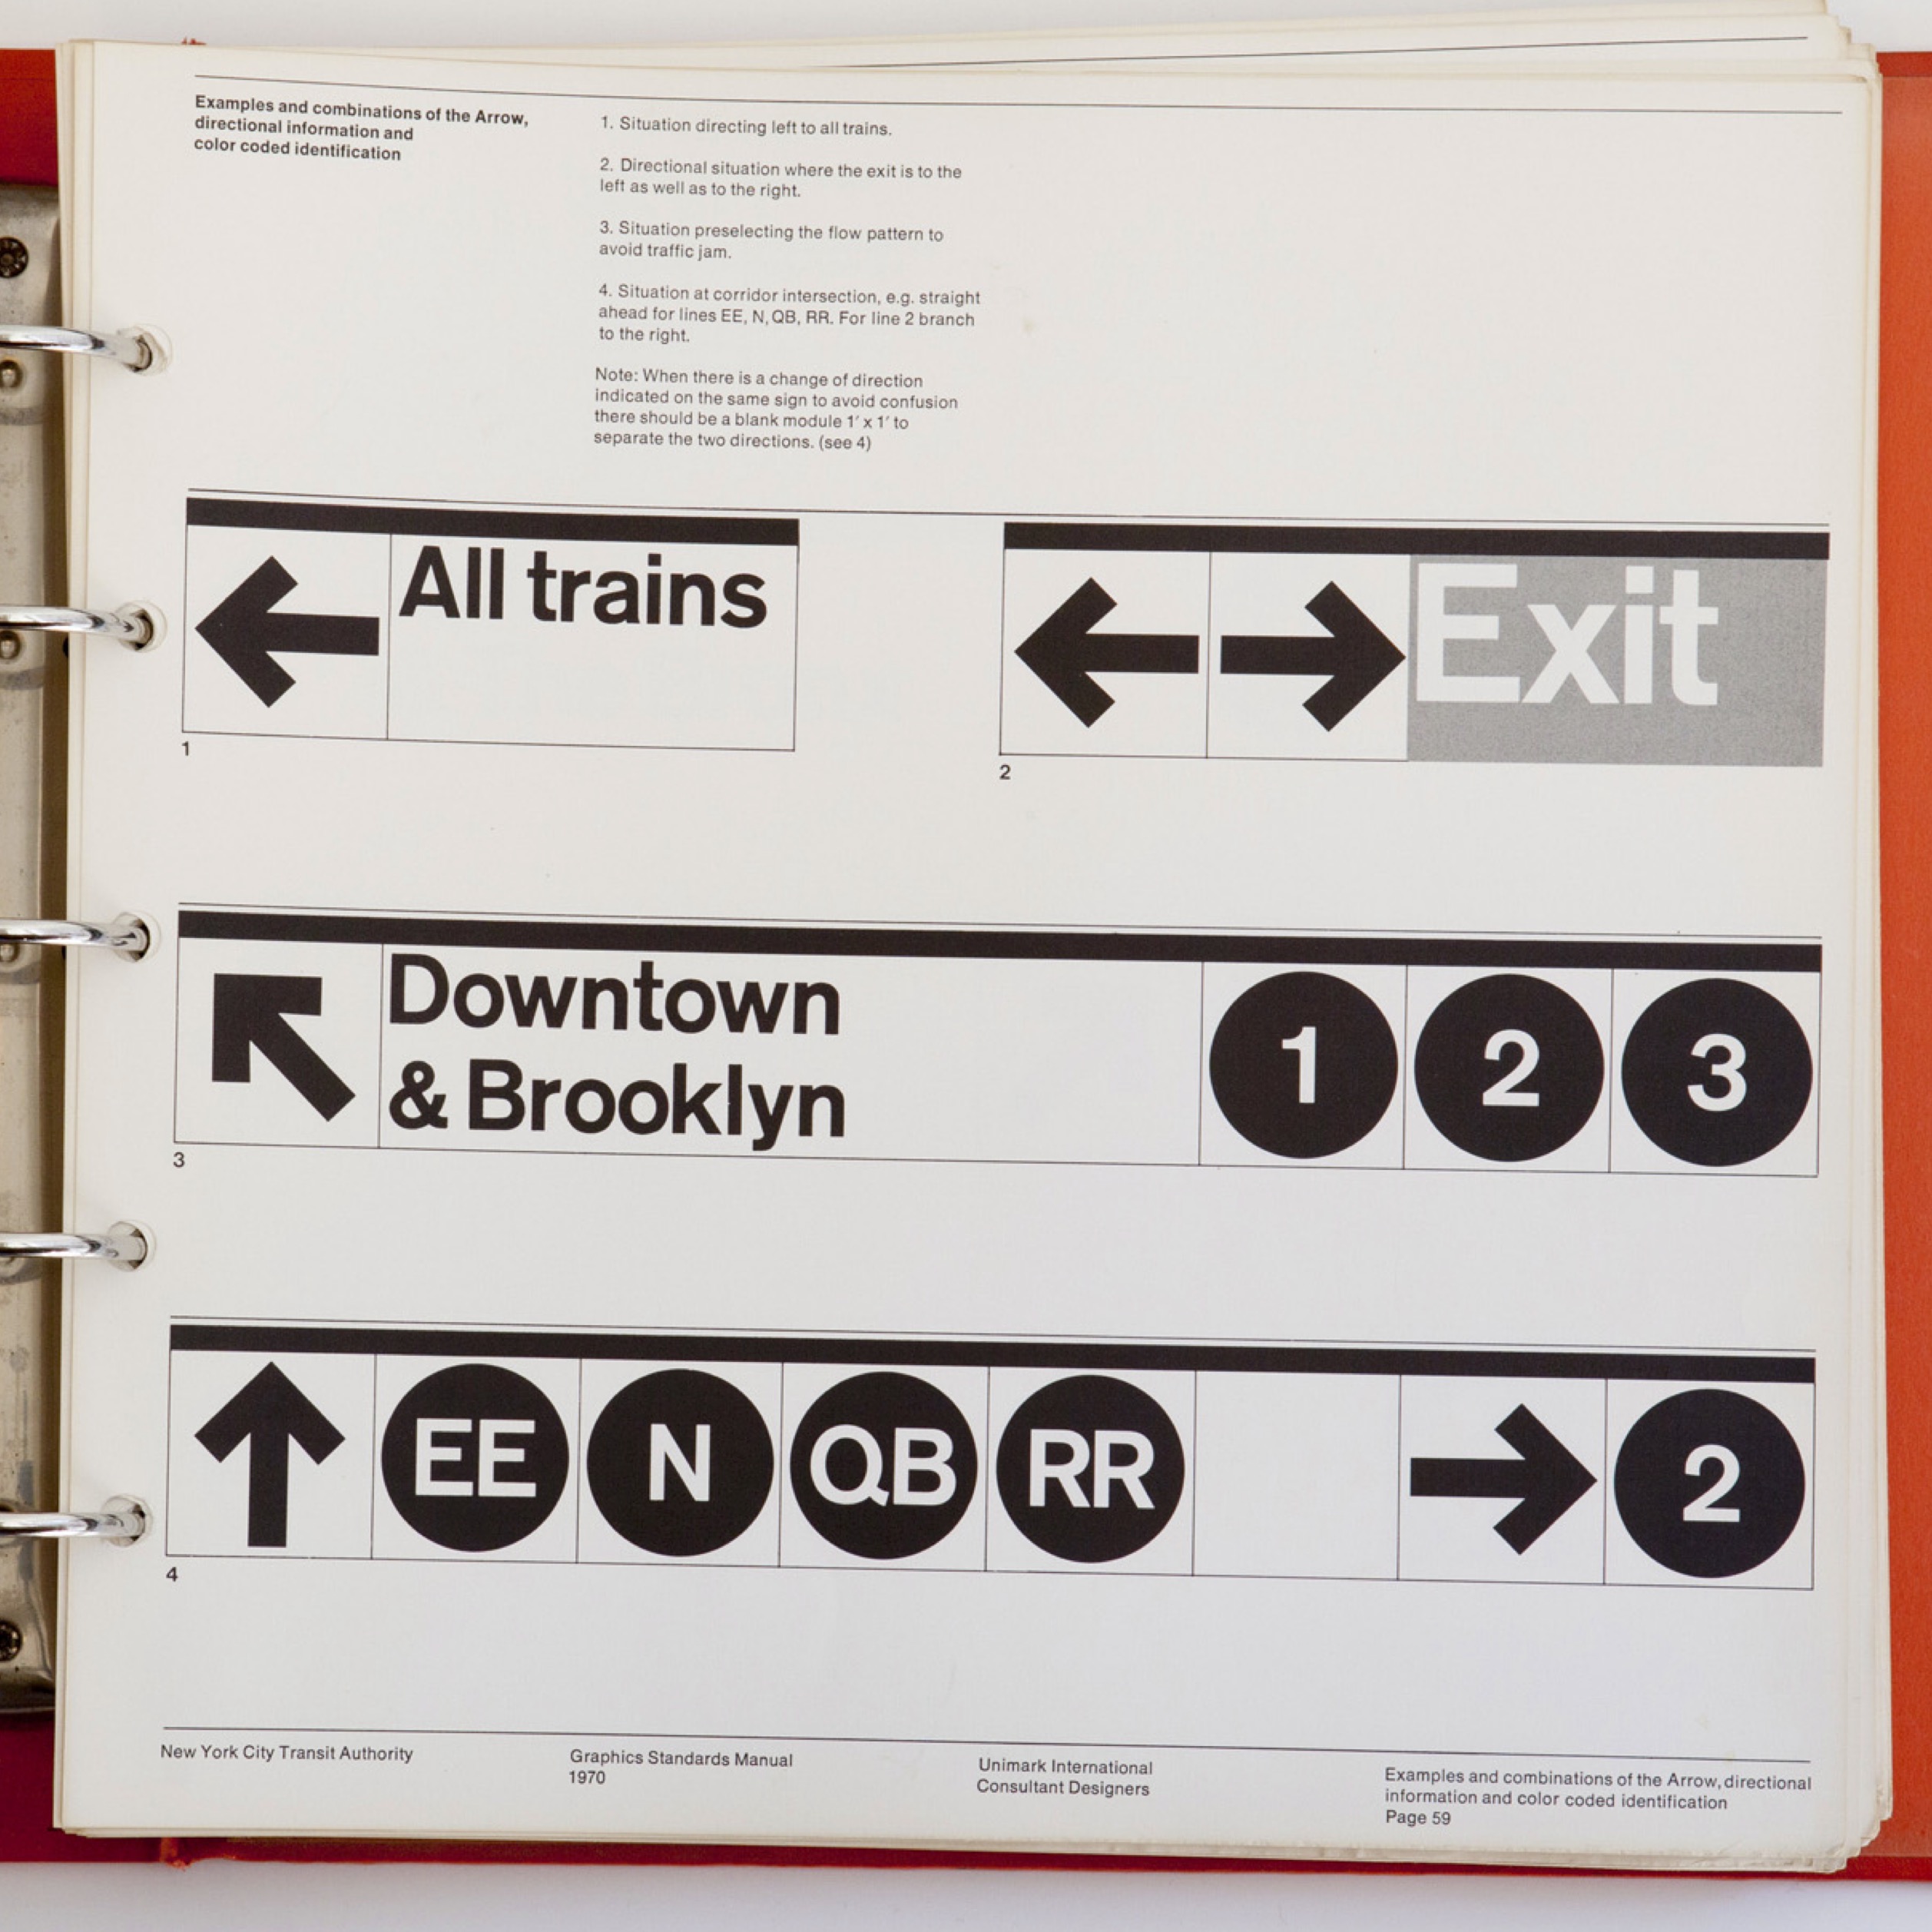 Examples and combinations of the Arrow,
directional information and
color coded identification
1. Situation directing left to all trains.
2. Directional situation where the exit is to the
left as well as to the right.
3. Situation preselecting the flow pattern to
avoid traffic jam.
4. Situation at corridor intersection, e.g. straight
ahead for lines EE, N, QB, RR. For line 2 branch
to the right.
Note: When there is a change of direction
indicated on the same sign to avoid confusion
there should be a blank module 1′ x 1′ to
separate the two directions. (see 4)
All trains
1
Exit
2
Downtown
& Brooklyn
1 2 3
3
EE N QB RR 2
4
New York City Transit Authority
Graphics Standards Manual
1970
Unimark International
Consultant Designers
Examples and combinations of the Arrow, directional
information and color coded identification
Page 59